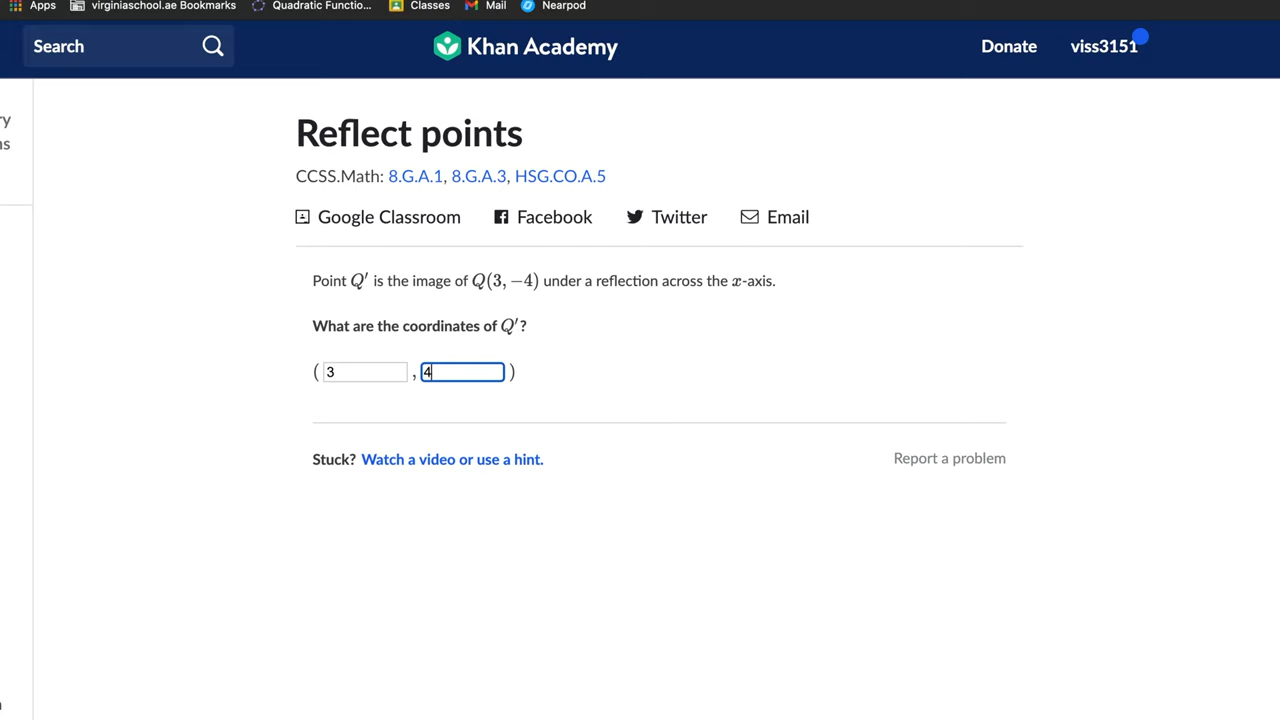 Apps virginiaschool.ae Bookmarks Quadratic Functio... Classes Mail Nearpod
Search Khan Academy Donate viss3151
ry
ns
Reflect points
CCSS.Math: 8.G.A.1, 8.G.A.3, HSG.CO.A.5
Google Classroom Facebook Twitter Email
Point Q′ is the image of Q(3, −4) under a reflection across the x-axis.
What are the coordinates of Q′?
( 3 , 4 )
Stuck? Watch a video or use a hint. Report a problem